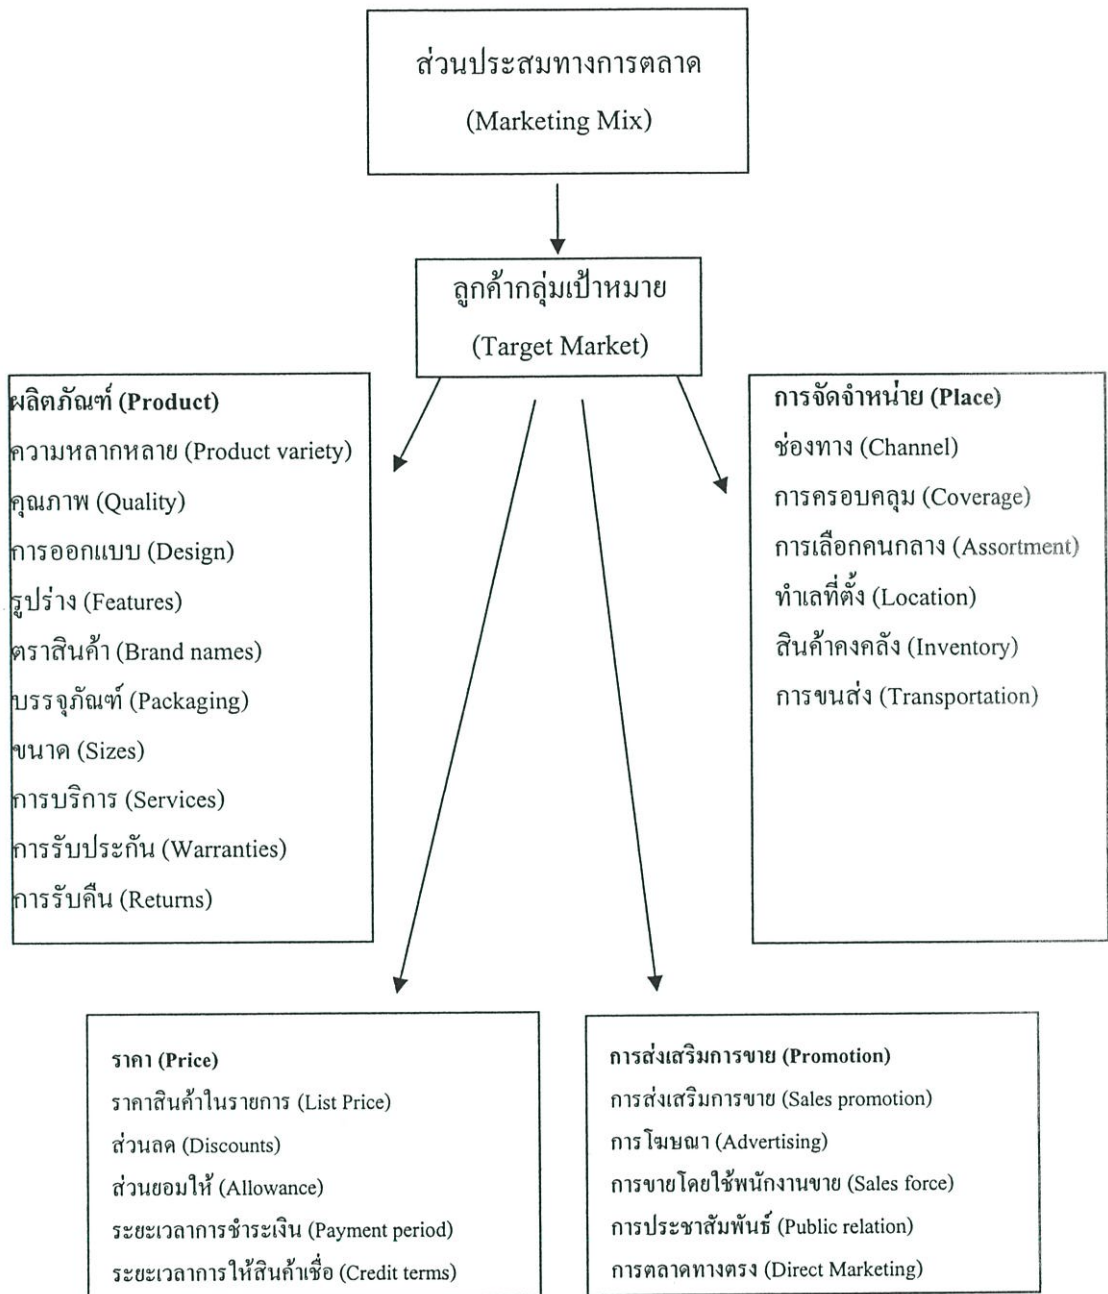 ส่วนประสมทางการตลาด
(Marketing Mix)
ลูกค้ากลุ่มเป้าหมาย
(Target Market)
ผลิตภัณฑ์ (Product)
ความหลากหลาย (Product variety)
คุณภาพ (Quality)
การออกแบบ (Design)
รูปร่าง (Features)
ตราสินค้า (Brand names)
บรรจุภัณฑ์ (Packaging)
ขนาด (Sizes)
การบริการ (Services)
การรับประกัน (Warranties)
การรับคืน (Returns)
การจัดจำหน่าย (Place)
ช่องทาง (Channel)
การครอบคลุม (Coverage)
การเลือกคนกลาง (Assortment)
ทำเลที่ตั้ง (Location)
สินค้าคงคลัง (Inventory)
การขนส่ง (Transportation)
ราคา (Price)
ราคาสินค้าในรายการ (List Price)
ส่วนลด (Discounts)
ส่วนยอมให้ (Allowance)
ระยะเวลาการชำระเงิน (Payment period)
ระยะเวลาการให้สินค้าเชื่อ (Credit terms)
การส่งเสริมการขาย (Promotion)
การส่งเสริมการขาย (Sales promotion)
การโฆษณา (Advertising)
การขายโดยใช้พนักงานขาย (Sales force)
การประชาสัมพันธ์ (Public relation)
การตลาดทางตรง (Direct Marketing)